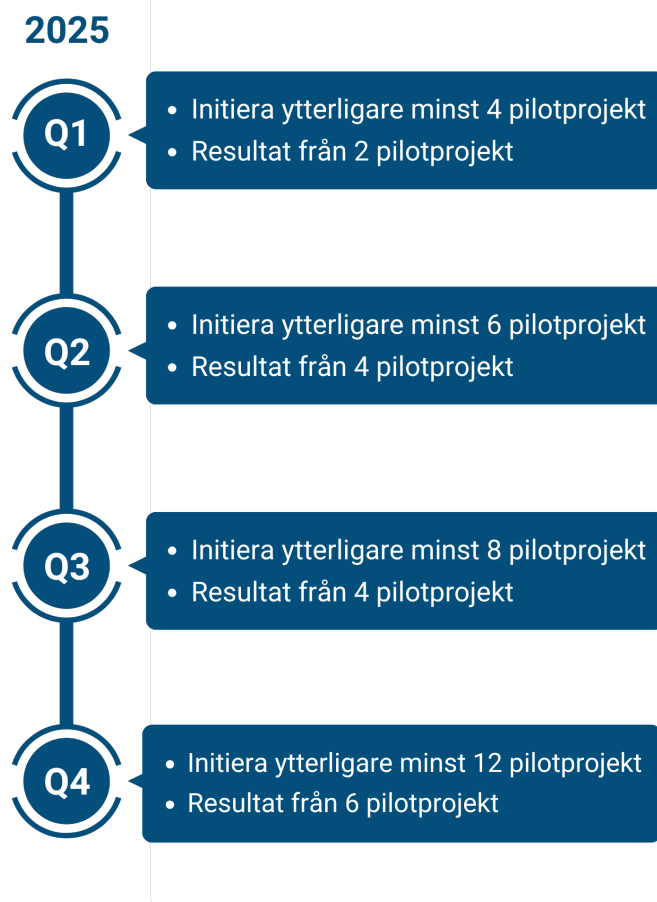 2025
Q1
• Initiera ytterligare minst 4 pilotprojekt
• Resultat från 2 pilotprojekt
Q2
• Initiera ytterligare minst 6 pilotprojekt
• Resultat från 4 pilotprojekt
Q3
• Initiera ytterligare minst 8 pilotprojekt
• Resultat från 4 pilotprojekt
Q4
• Initiera ytterligare minst 12 pilotprojekt
• Resultat från 6 pilotprojekt